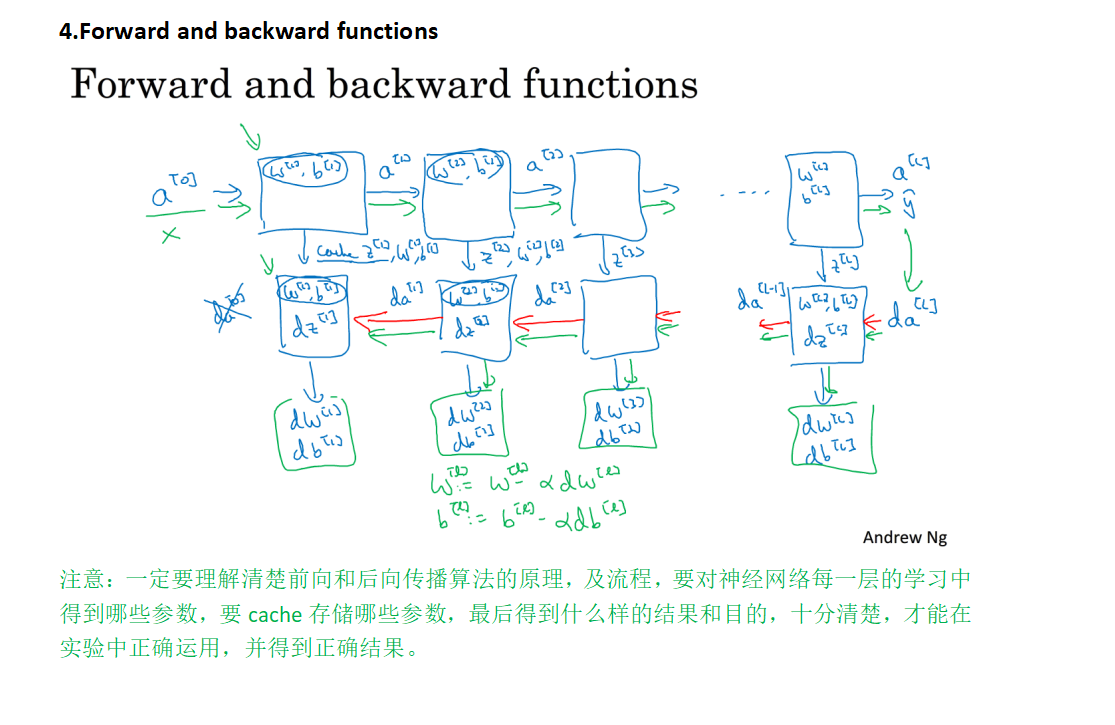 4.Forward and backward functions
Forward and backward functions
a^[0] w^[1], b^[1] a^[1] w^[2], b^[2] a^[2] .... w^[L] a^[L]
x b^[L] ŷ
cache z^[1], w^[1], b^[1] z^[2], w^[2], b^[2] z^[3] z^[L]
da^[0] w^[1], b^[1] da^[1] w^[2], b^[2] da^[2] da^[L-1] w^[L], b^[L] da^[L]
dz^[1] dz^[2] dz^[L]
dw^[1] dw^[2] dw^[3] dw^[L]
db^[1] db^[2] db^[3] db^[L]
w^[l] := w^[l] - αdw^[l]
b^[l] := b^[l] - αdb^[l]
Andrew Ng
注意：一定要理解清楚前向和后向传播算法的原理，及流程，要对神经网络每一层的学习中
得到哪些参数，要 cache 存储哪些参数，最后得到什么样的结果和目的，十分清楚，才能在
实验中正确运用，并得到正确结果。